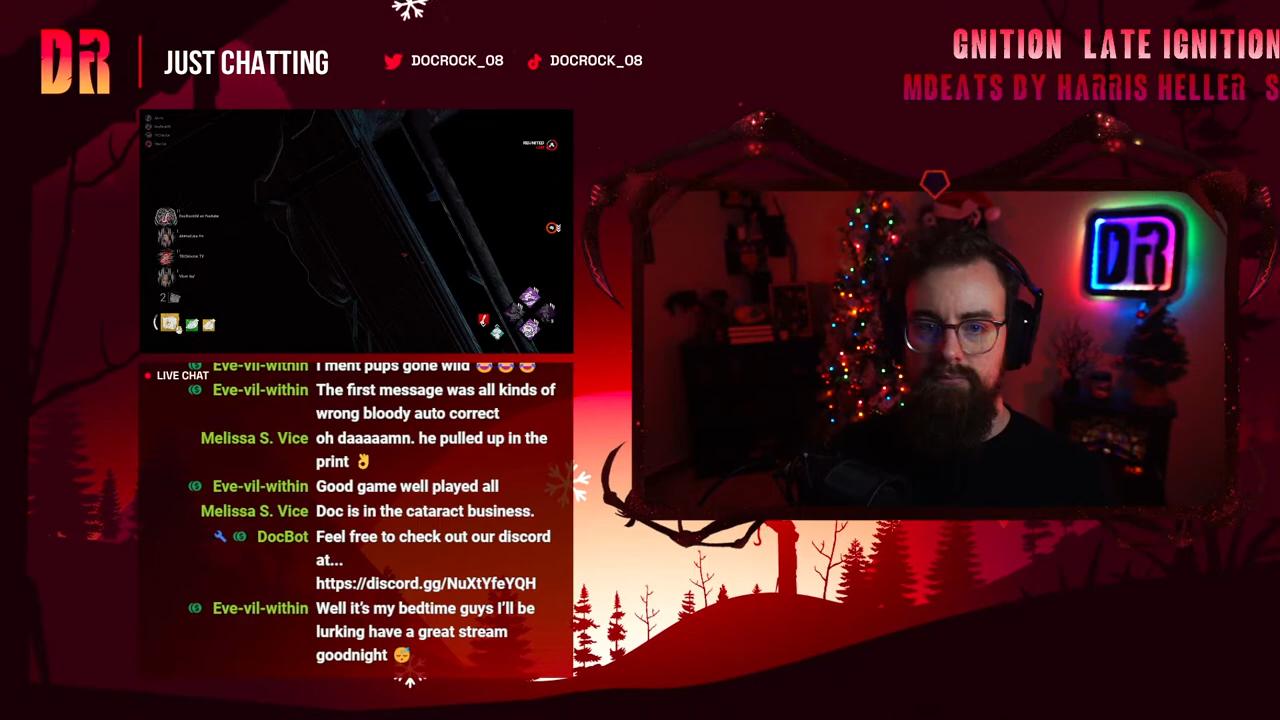 DR
JUST CHATTING
DOCROCK_08
DOCROCK_08
GNITION LATE IGNITION
MDEATS BY HARRIS HELLER S
2
LIVE CHAT
Eve-vil-within I ment pups gone wild 😂 😂 😂
Eve-vil-within The first message was all kinds of
wrong bloody auto correct
Melissa S. Vice oh daaaaamn. he pulled up in the
print 👌
Eve-vil-within Good game well played all
Melissa S. Vice Doc is in the cataract business.
DocBot Feel free to check out our discord
at...
https://discord.gg/NuXtYfeYQH
Eve-vil-within Well it's my bedtime guys I'll be
lurking have a great stream
goodnight 😴
DR